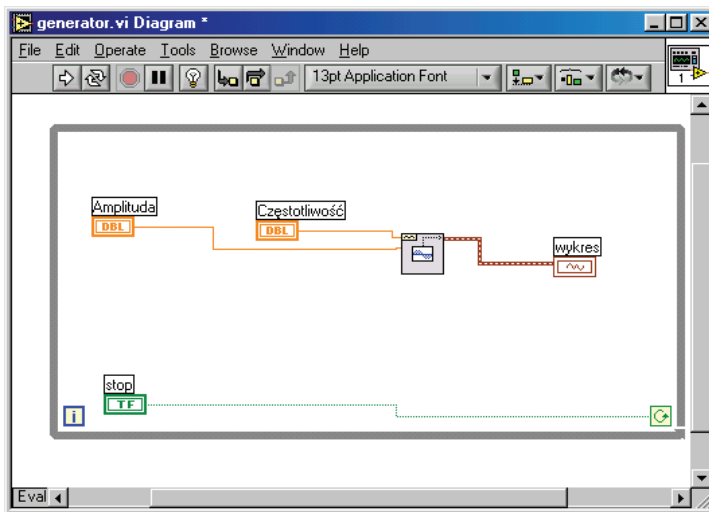 generator.vi Diagram *
File Edit Operate Tools Browse Window Help
13pt Application Font
1
Amplituda
DBL
Częstotliwość
DBL
wykres
stop
TF
i
Eval